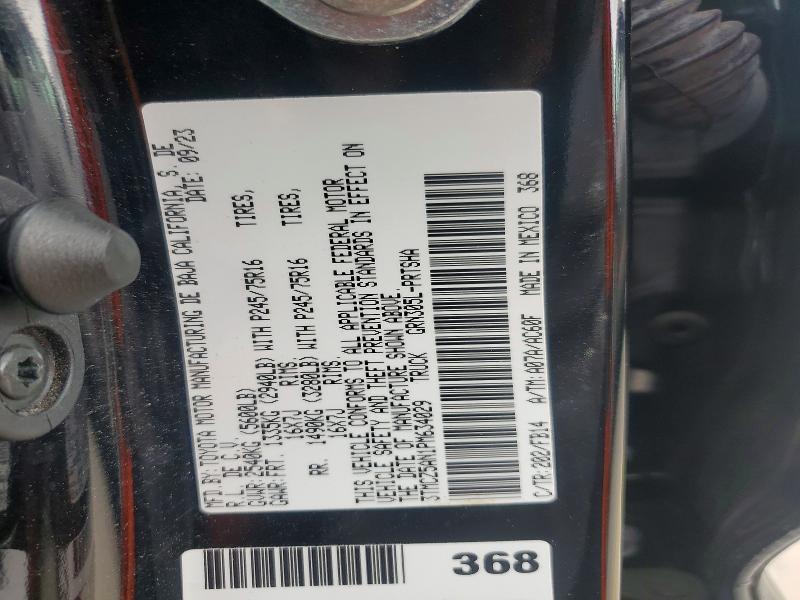 MFD.BY:TOYOTA MOTOR MANUFACTURING DE BAJA CALIFORNIA, S. DE
R.L. DE C.V. DATE: 09/23
GVWR:2540KG (5600LB)
GAWR:FRT. 1335KG (2940LB) WITH P245/75R16 TIRES,
16X7J RIMS,
RR. 1490KG (3280LB) WITH P245/75R16 TIRES,
16X7J RIMS.
THIS VEHICLE CONFORMS TO ALL APPLICABLE FEDERAL MOTOR
VEHICLE SAFETY AND THEFT PREVENTION STANDARDS IN EFFECT ON
THE DATE OF MANUFACTURE SHOWN ABOVE.
3TMCZ5AN1PM634029 TRUCK GRN305L-PRTSHA
C/TR:202/FB14 A/TM:A07A/AC60F MADE IN MEXICO 368
368